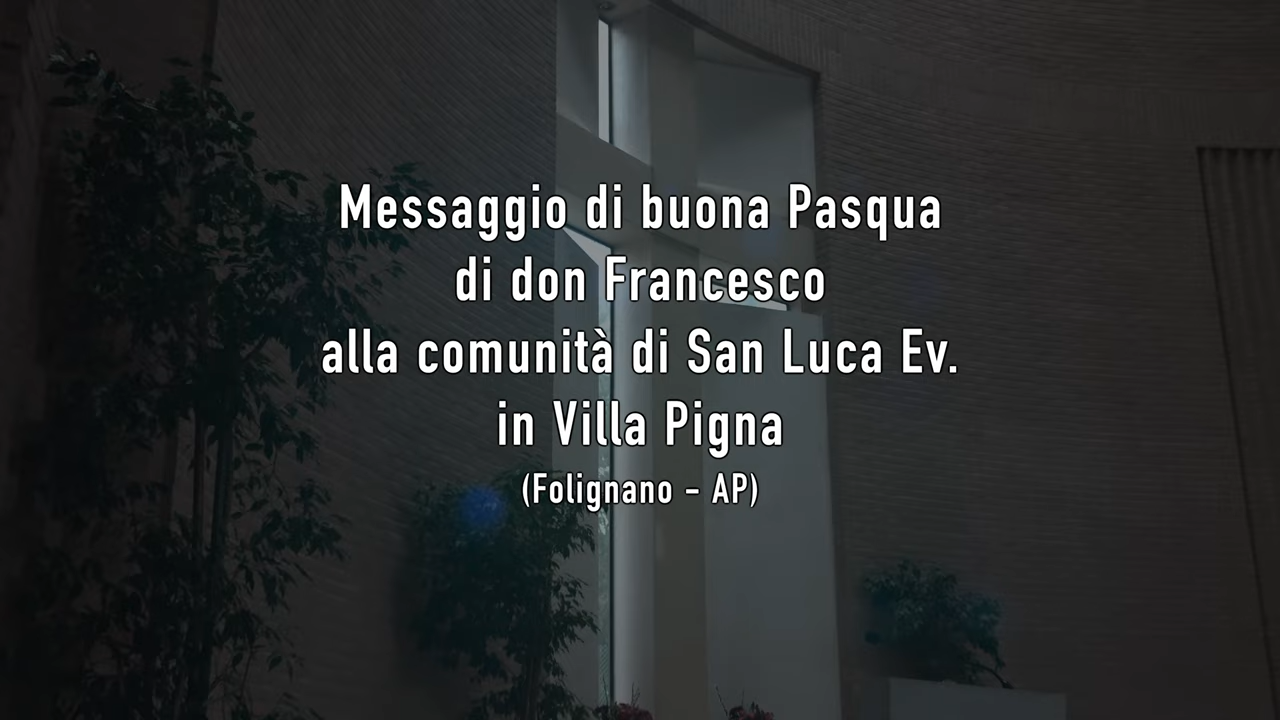 Messaggio di buona Pasqua
di don Francesco
alla comunità di San Luca Ev.
in Villa Pigna
(Folignano - AP)